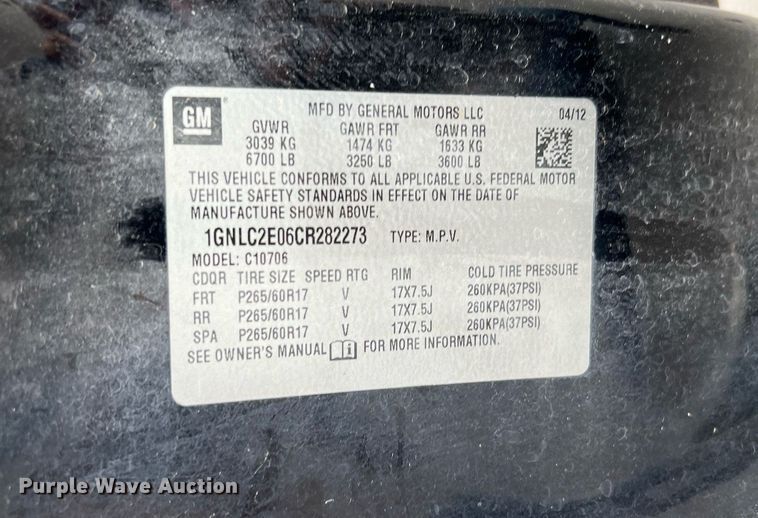 GM
MFD BY GENERAL MOTORS LLC 04/12
GVWR GAWR FRT GAWR RR
3039 KG 1474 KG 1633 KG
6700 LB 3250 LB 3600 LB
THIS VEHICLE CONFORMS TO ALL APPLICABLE U.S. FEDERAL MOTOR
VEHICLE SAFETY STANDARDS IN EFFECT ON THE DATE OF
MANUFACTURE SHOWN ABOVE.
1GNLC2E06CR282273 TYPE: M.P.V.
MODEL: C10706
CDQR TIRE SIZE SPEED RTG RIM COLD TIRE PRESSURE
FRT P265/60R17 V 17X7.5J 260KPA(37PSI)
RR P265/60R17 V 17X7.5J 260KPA(37PSI)
SPA P265/60R17 V 17X7.5J 260KPA(37PSI)
SEE OWNER'S MANUAL i FOR MORE INFORMATION.
Purple Wave Auction